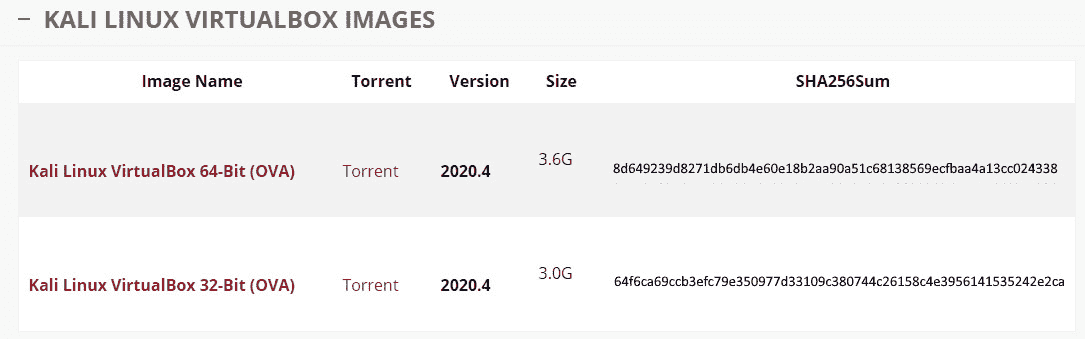 − KALI LINUX VIRTUALBOX IMAGES
Image Name Torrent Version Size SHA256Sum
Kali Linux VirtualBox 64-Bit (OVA) Torrent 2020.4 3.6G 8d649239d8271db6db4e60e18b2aa90a51c68138569ecfbaa4a13cc024338
Kali Linux VirtualBox 32-Bit (OVA) Torrent 2020.4 3.0G 64f6ca69ccb3efc79e350977d33109c380744c26158c4e3956141535242e2ca